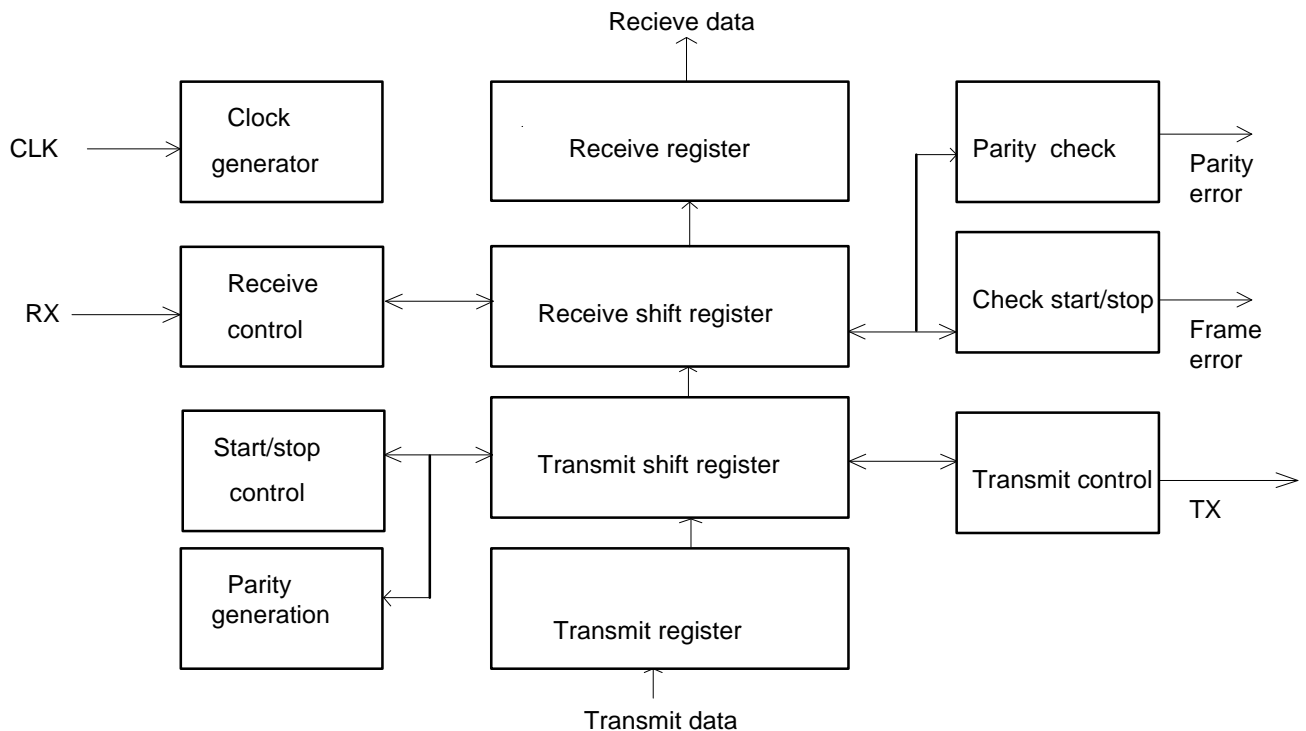 Recieve data
CLK
Clock
generator
Receive register
Parity check
Parity
error
RX
Receive
control
Receive shift register
Check start/stop
Frame
error
Start/stop
control
Transmit shift register
Transmit control
TX
Parity
generation
Transmit register
Transmit data